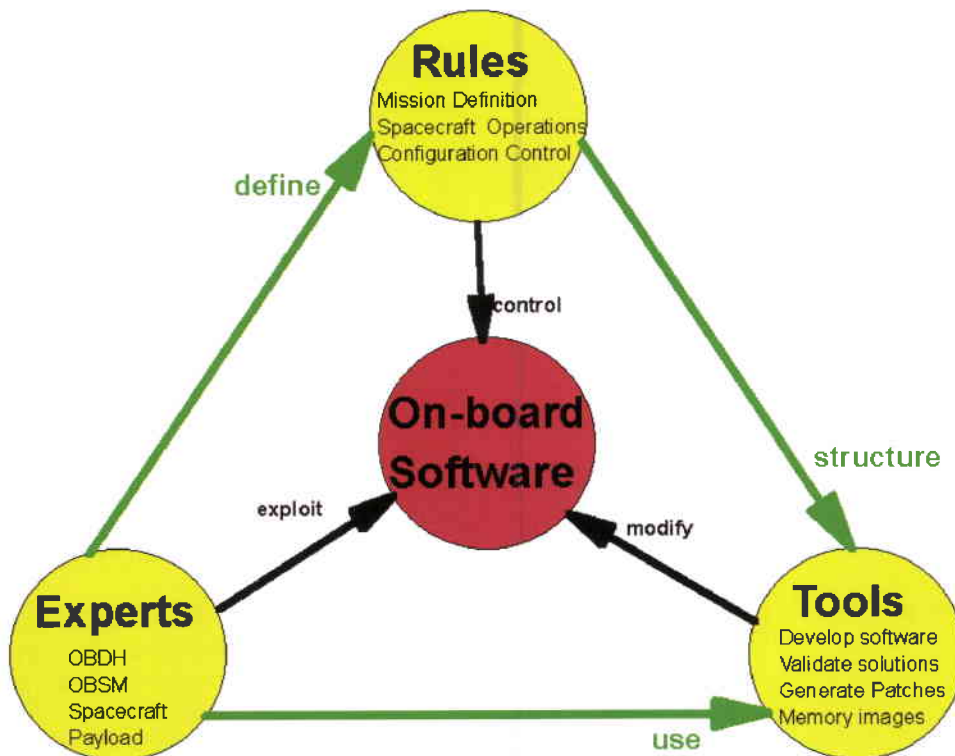 Rules
Mission Definition
Spacecraft Operations
Configuration Control
define
control
On-board
Software
structure
exploit
modify
Experts
OBDH
OBSM
Spacecraft
Payload
Tools
Develop software
Validate solutions
Generate Patches
Memory images
use